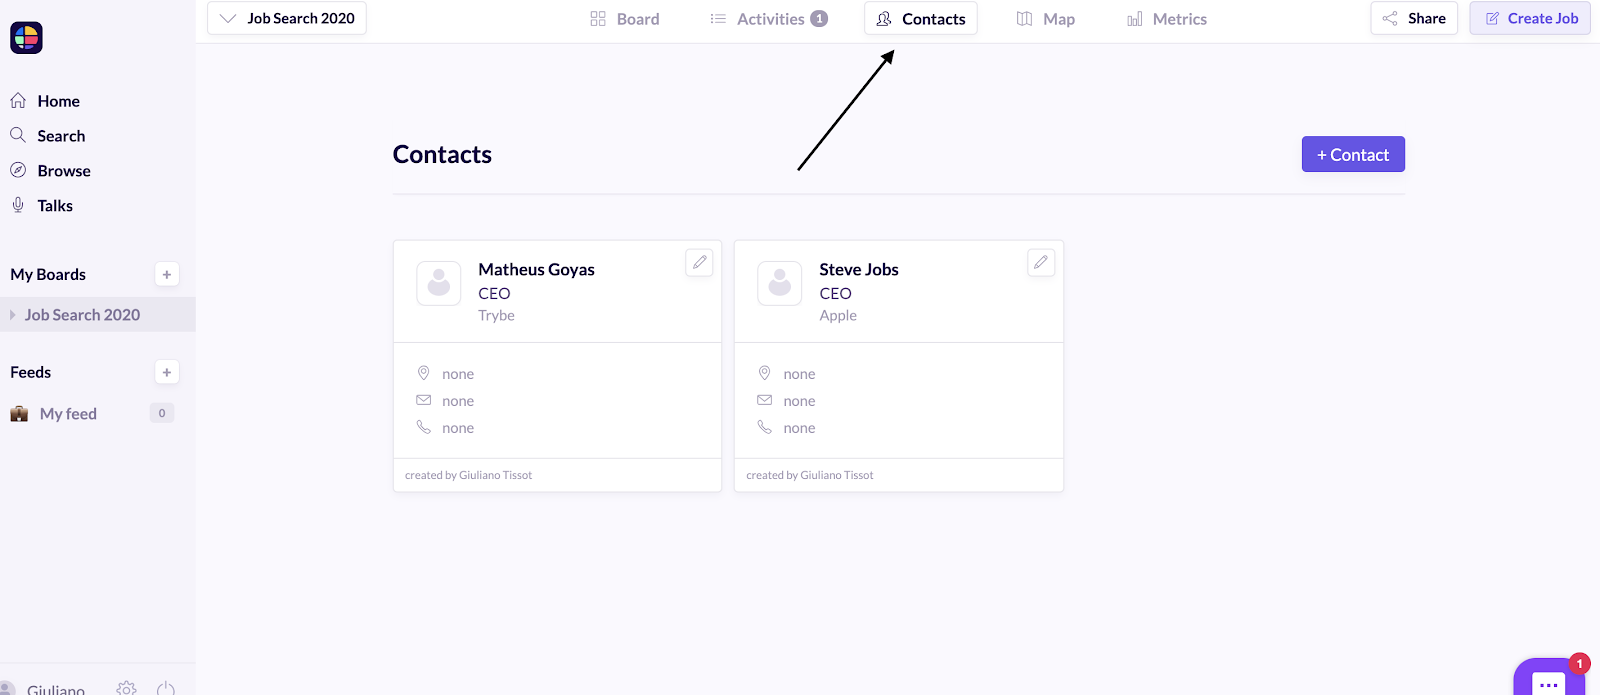 Job Search 2020
Board
Activities 1
Contacts
Map
Metrics
Share
Create Job
Home
Search
Browse
Talks
My Boards
+
Job Search 2020
Feeds
+
My feed
0
Giuliano
Contacts
+ Contact
Matheus Goyas
CEO
Trybe
none
none
none
created by Giuliano Tissot
Steve Jobs
CEO
Apple
none
none
none
created by Giuliano Tissot
1